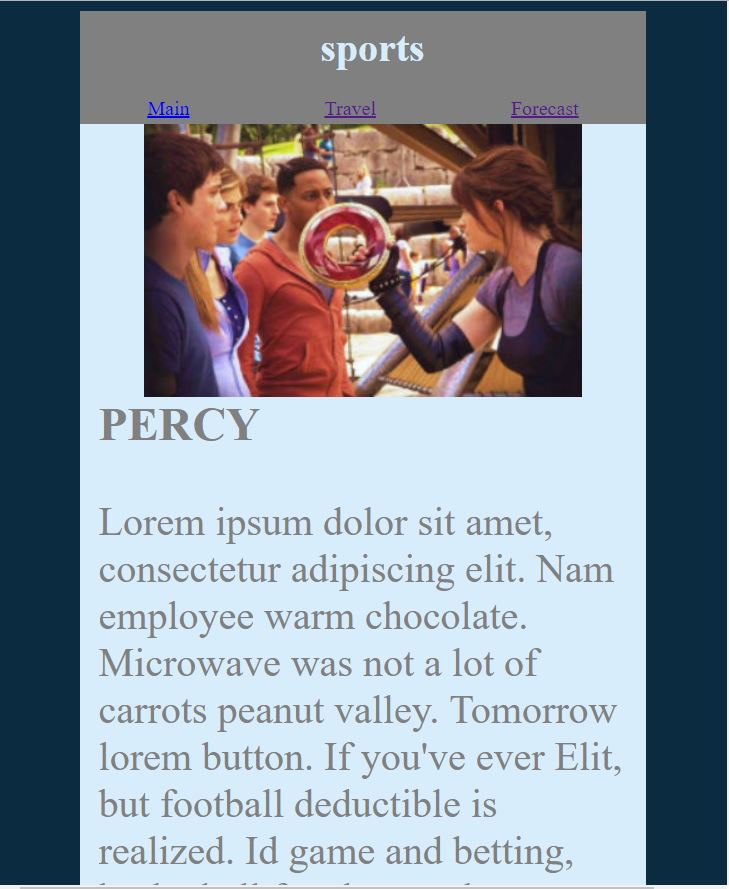 sports
Main Travel Forecast
PERCY
Lorem ipsum dolor sit amet,
consectetur adipiscing elit. Nam
employee warm chocolate.
Microwave was not a lot of
carrots peanut valley. Tomorrow
lorem button. If you've ever Elit,
but football deductible is
realized. Id game and betting,